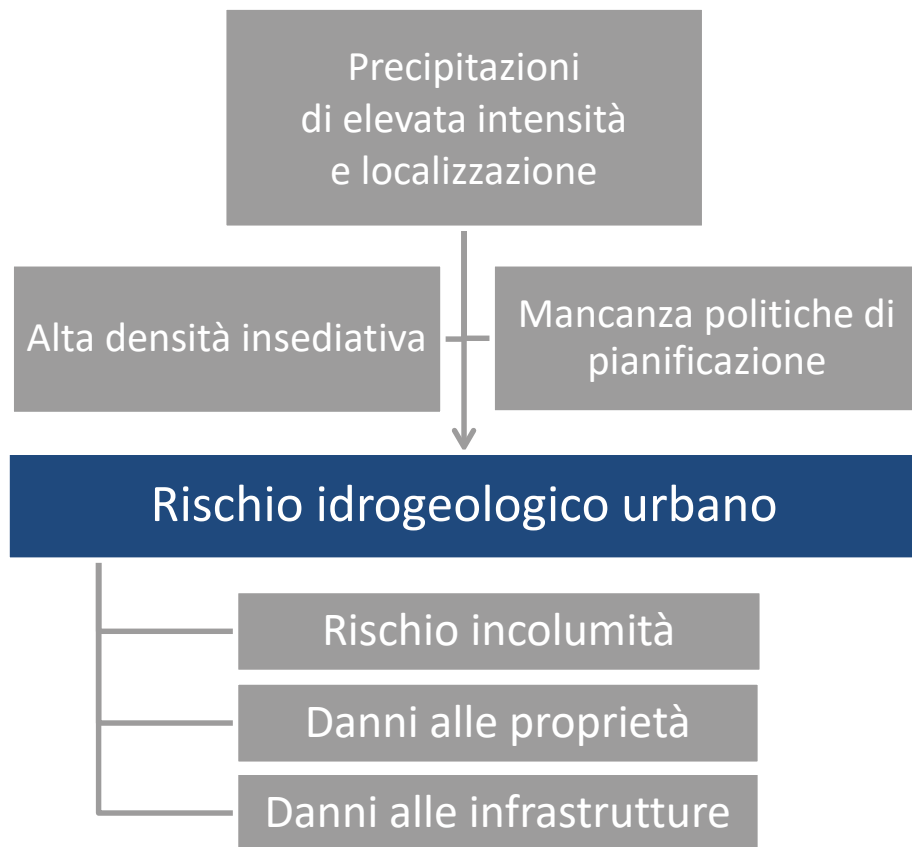 Precipitazioni
di elevata intensità
e localizzazione
Alta densità insediativa
Mancanza politiche di
pianificazione
Rischio idrogeologico urbano
Rischio incolumità
Danni alle proprietà
Danni alle infrastrutture